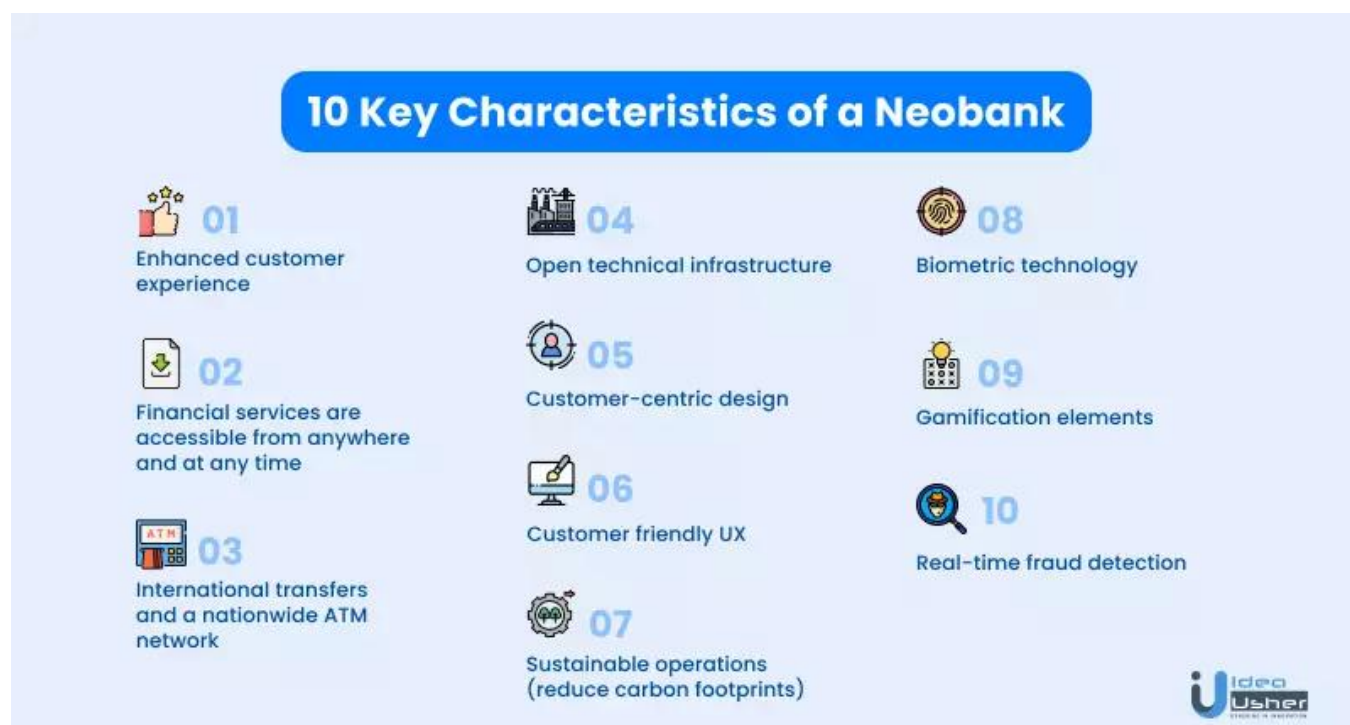 10 Key Characteristics of a Neobank
01
Enhanced customer
experience
02
Financial services are
accessible from anywhere
and at any time
ATM
03
International transfers
and a nationwide ATM
network
04
Open technical infrastructure
05
Customer-centric design
06
Customer friendly UX
07
Sustainable operations
(reduce carbon footprints)
08
Biometric technology
09
Gamification elements
10
Real-time fraud detection
Idea
Usher